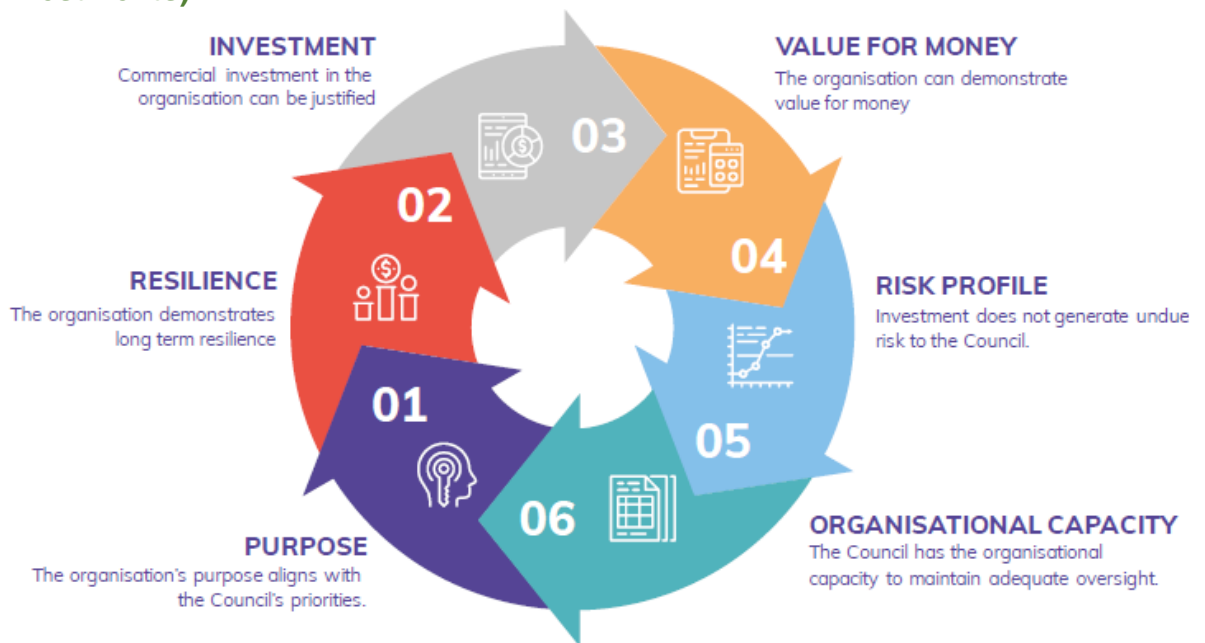 INVESTMENT
Commercial investment in the
organisation can be justified
VALUE FOR MONEY
The organisation can demonstrate
value for money
03
02
04
RESILIENCE
The organisation demonstrates
long term resilience
RISK PROFILE
Investment does not generate undue
risk to the Council.
01
05
06
PURPOSE
The organisation's purpose aligns with
the Council's priorities.
ORGANISATIONAL CAPACITY
The Council has the organisational
capacity to maintain adequate oversight.